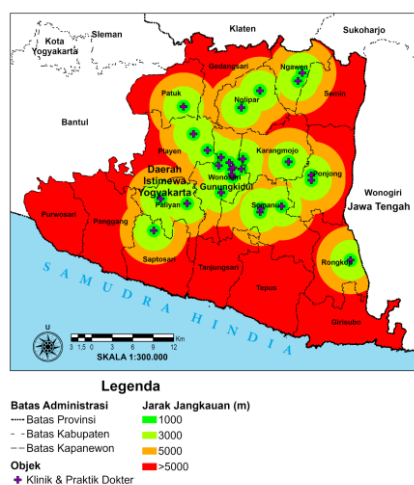 Sleman
Klaten
Sukoharjo
Kota
Yogyakarta
Gedangsari
Ngawen
Patuk
Nglipar
Semin
Bantul
Playen
Karangmojo
Daerah
Istimewa
Yogyakarta
Wonosari
Gunungkidul
Ponjong
Wonogiri
Jawa Tengah
Purwosari
Panggang
Paliyan
Semanu
Saptosari
Tanjungsari
Tepus
Rongkop
Girisubo
SAMUDRA HINDIA
U
3 1,5 0 3 6 9 12
Km
SKALA 1:300.000
Legenda
Batas Administrasi
Batas Provinsi
Batas Kabupaten
Batas Kapanewon
Objek
Klinik & Praktik Dokter
Jarak Jangkauan (m)
1000
3000
5000
>5000